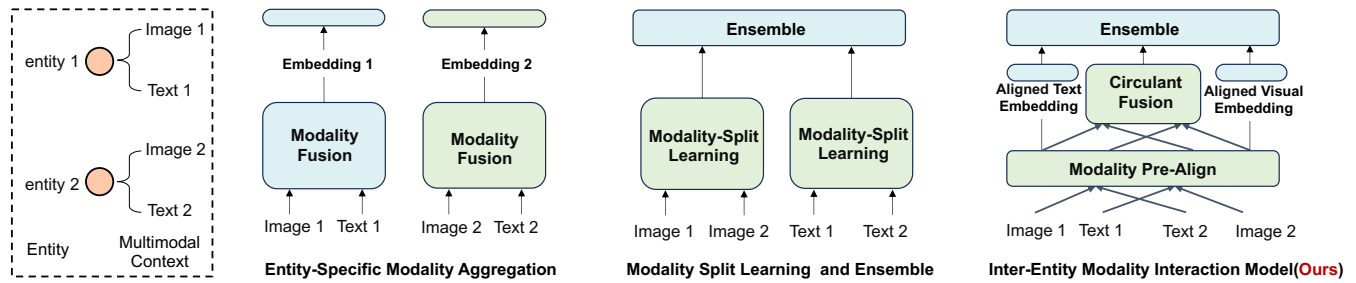 entity 1
Image 1
Text 1
entity 2
Image 2
Text 2
Entity
Multimodal
Context
Embedding 1
Embedding 2
Modality
Fusion
Modality
Fusion
Image 1
Text 1
Image 2
Text 2
Entity-Specific Modality Aggregation
Ensemble
Modality-Split
Learning
Modality-Split
Learning
Image 1
Image 2
Text 1
Text 2
Modality Split Learning and Ensemble
Ensemble
Aligned Text
Embedding
Circulant
Fusion
Aligned Visual
Embedding
Modality Pre-Align
Image 1
Text 1
Text 2
Image 2
Inter-Entity Modality Interaction Model(Ours)